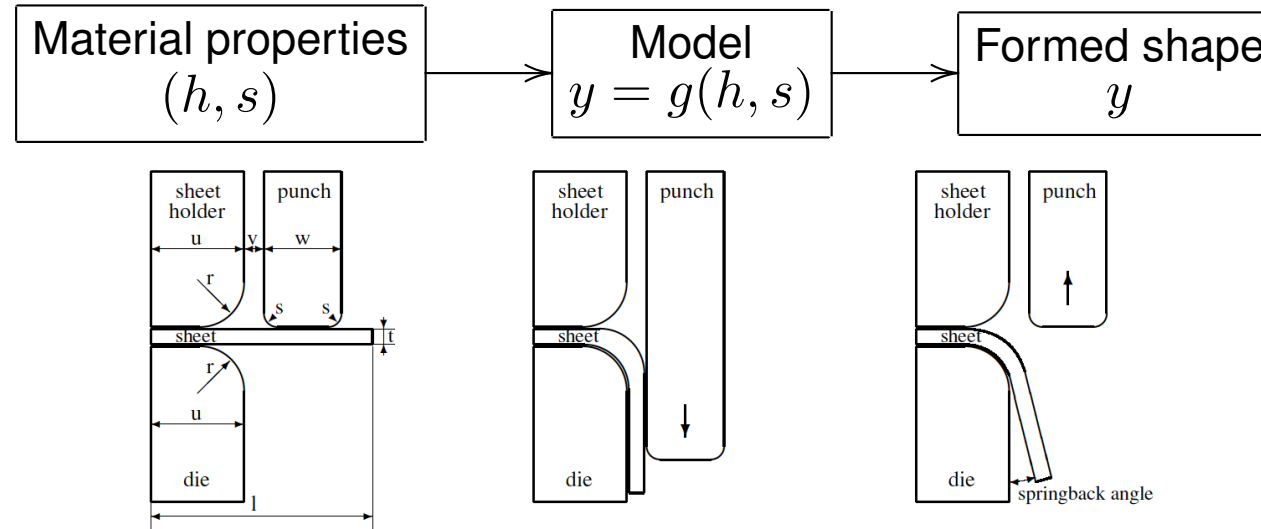 Material properties
(h, s)
Model
y = g(h, s)
Formed shape
y
sheet
holder
punch
u
v
w
r
s
s
sheet
t
r
u
die
l
sheet
holder
punch
sheet
die
sheet
holder
punch
sheet
die
springback angle